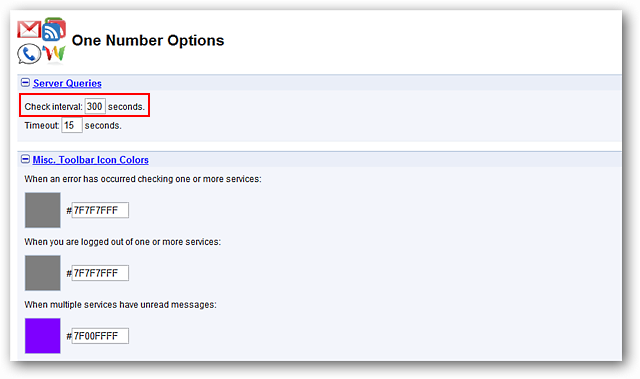 One Number Options
Server Queries
Check interval: 300 seconds.
Timeout: 15 seconds.
Misc. Toolbar Icon Colors
When an error has occurred checking one or more services:
#7F7F7FFF
When you are logged out of one or more services:
#7F7F7FFF
When multiple services have unread messages:
#7F00FFFF